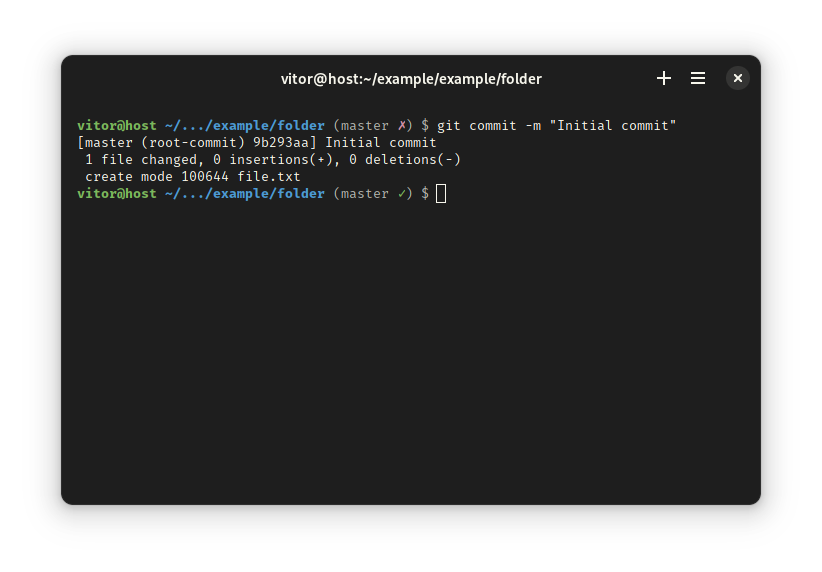 vitor@host:~/example/example/folder
vitor@host ~/.../example/folder (master ✗) $ git commit -m "Initial commit"
[master (root-commit) 9b293aa] Initial commit
 1 file changed, 0 insertions(+), 0 deletions(-)
 create mode 100644 file.txt
vitor@host ~/.../example/folder (master ✓) $